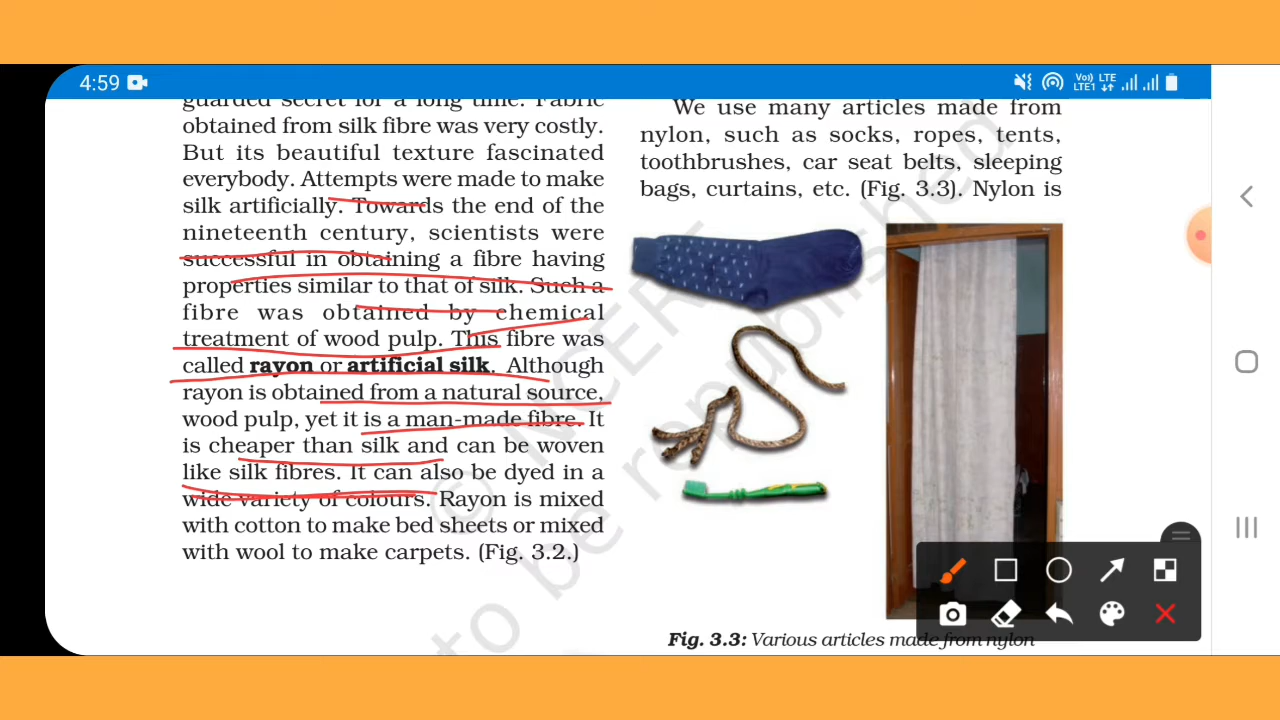 4:59
Vo)) LTE
LTE1
guarded secret for a long time. Fabric
obtained from silk fibre was very costly.
But its beautiful texture fascinated
everybody. Attempts were made to make
silk artificially. Towards the end of the
nineteenth century, scientists were
successful in obtaining a fibre having
properties similar to that of silk. Such a
fibre was obtained by chemical
treatment of wood pulp. This fibre was
called rayon or artificial silk. Although
rayon is obtained from a natural source,
wood pulp, yet it is a man-made fibre. It
is cheaper than silk and can be woven
like silk fibres. It can also be dyed in a
wide variety of colours. Rayon is mixed
with cotton to make bed sheets or mixed
with wool to make carpets. (Fig. 3.2.)
We use many articles made from
nylon, such as socks, ropes, tents,
toothbrushes, car seat belts, sleeping
bags, curtains, etc. (Fig. 3.3). Nylon is
Fig. 3.3: Various articles made from nylon
© NCERT
to be republished